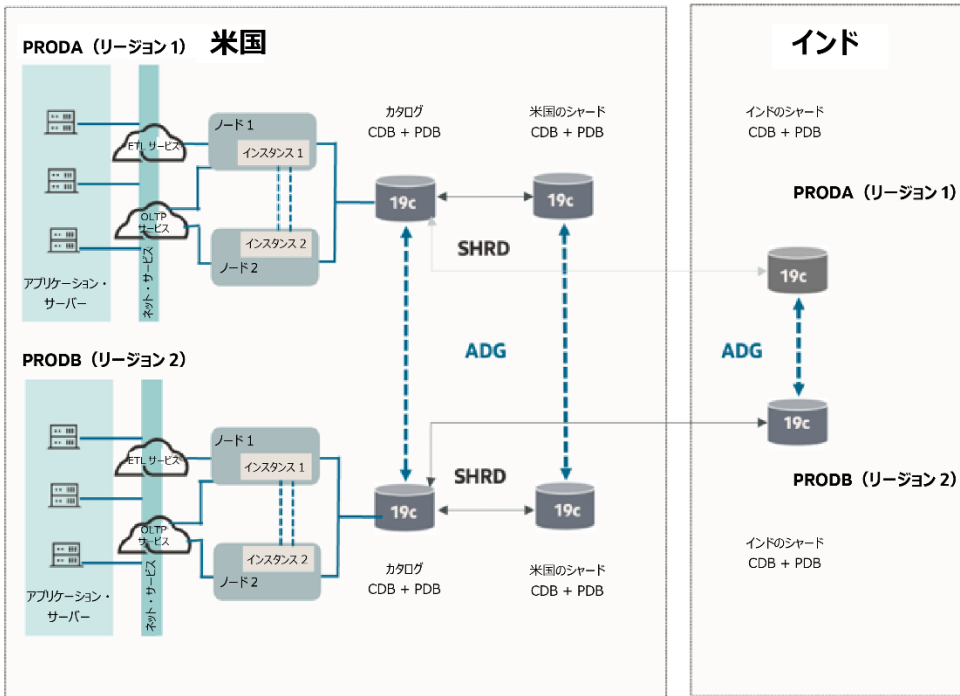 PRODA（リージョン 1） 米国
ETL サービス
OLTP
サービス
アプリケーション・
サーバー
ネット・サービス
ノード 1
インスタンス 1
インスタンス 2
ノード 2
カタログ
CDB + PDB
米国のシャード
CDB + PDB
19c
19c
SHRD
ADG
PRODB（リージョン 2）
ETL サービス
OLTP
サービス
アプリケーション・
サーバー
ネット・サービス
ノード 1
インスタンス 1
インスタンス 2
ノード 2
SHRD
19c
19c
カタログ
CDB + PDB
米国のシャード
CDB + PDB
インド
インドのシャード
CDB + PDB
PRODA（リージョン 1）
19c
ADG
19c
PRODB（リージョン 2）
インドのシャード
CDB + PDB